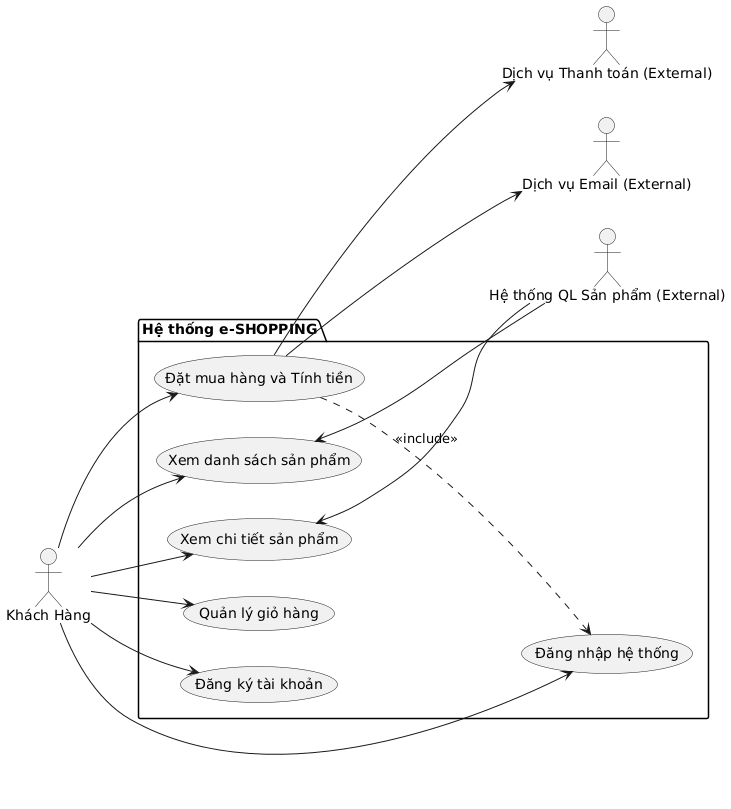 Dịch vụ Thanh toán (External)
Dịch vụ Email (External)
Hệ thống QL Sản phẩm (External)
Hệ thống e-SHOPPING
Đặt mua hàng và Tính tiền
«include»
Xem danh sách sản phẩm
Xem chi tiết sản phẩm
Khách Hàng
Quản lý giỏ hàng
Đăng nhập hệ thống
Đăng ký tài khoản